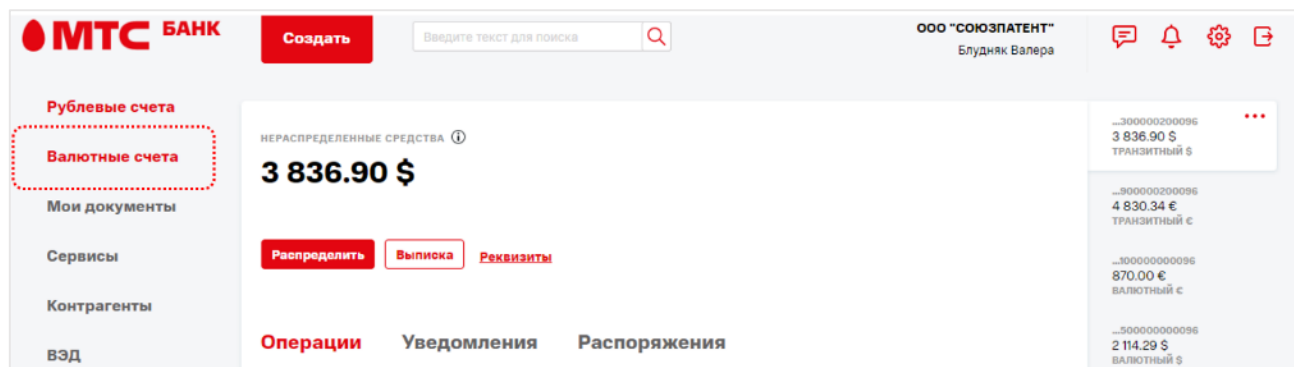 МТС БАНК
Создать
Введите текст для поиска
ООО "СОЮЗПАТЕНТ"
Блудняк Валера
Рублевые счета
Валютные счета
Мои документы
Сервисы
Контрагенты
ВЭД
НЕРАСПРЕДЕЛЕННЫЕ СРЕДСТВА
3 836.90 $
Распределить
Выписка
Реквизиты
Операции
Уведомления
Распоряжения
...300000200096
3 836.90 $
ТРАНЗИТНЫЙ $
...900000200096
4 830.34 €
ТРАНЗИТНЫЙ €
...100000000096
870.00 €
ВАЛЮТНЫЙ €
...500000000096
2 114.29 $
ВАЛЮТНЫЙ $